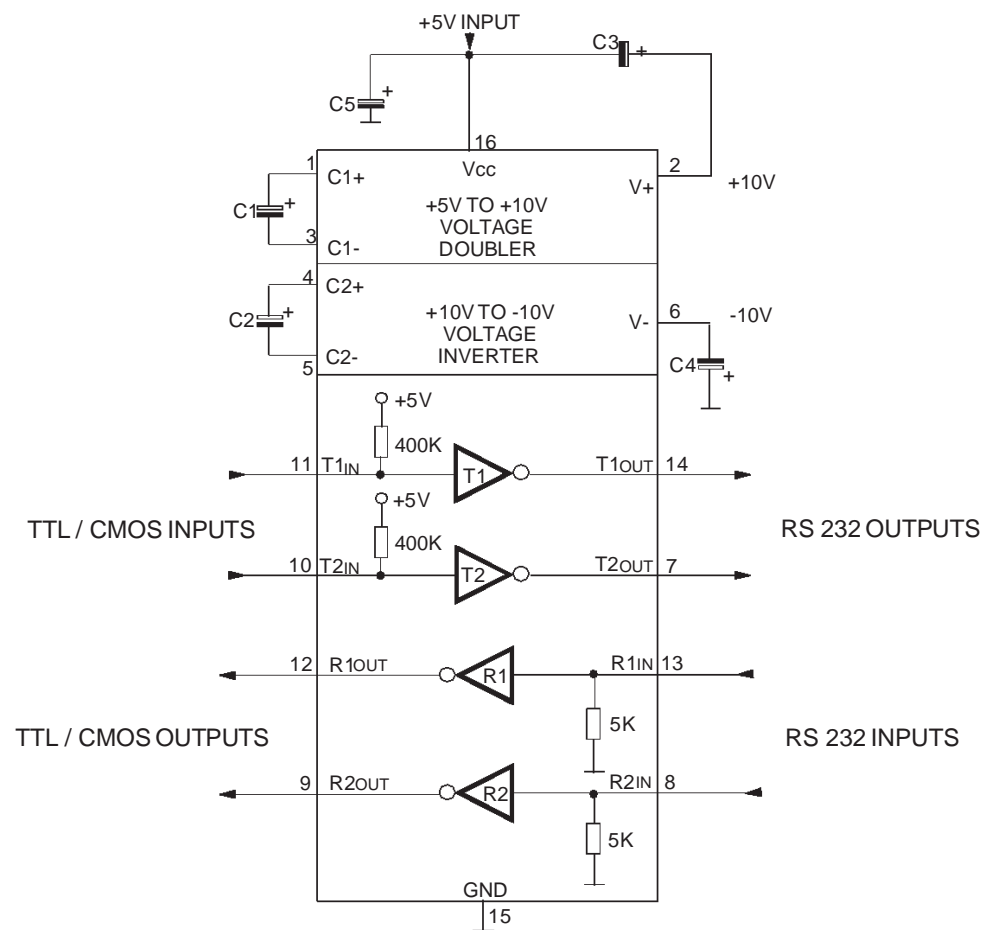 +5V INPUT
C3
+
C5
+
16
1
2
Vcc
C1+
V+
+10V
C1
+
+5V TO +10V
VOLTAGE
DOUBLER
3
C1-
4
C2+
C2
+
+10V TO -10V
VOLTAGE
INVERTER
V-
6
-10V
C2-
5
C4
+
+5V
400K
11
T1IN
T1
T1OUT
14
+5V
TTL / CMOS INPUTS
RS 232 OUTPUTS
400K
10
T2IN
T2
T2OUT
7
12
R1OUT
R1
R1IN
13
5K
TTL / CMOS OUTPUTS
RS 232 INPUTS
9
R2OUT
R2
R2IN
8
5K
GND
15